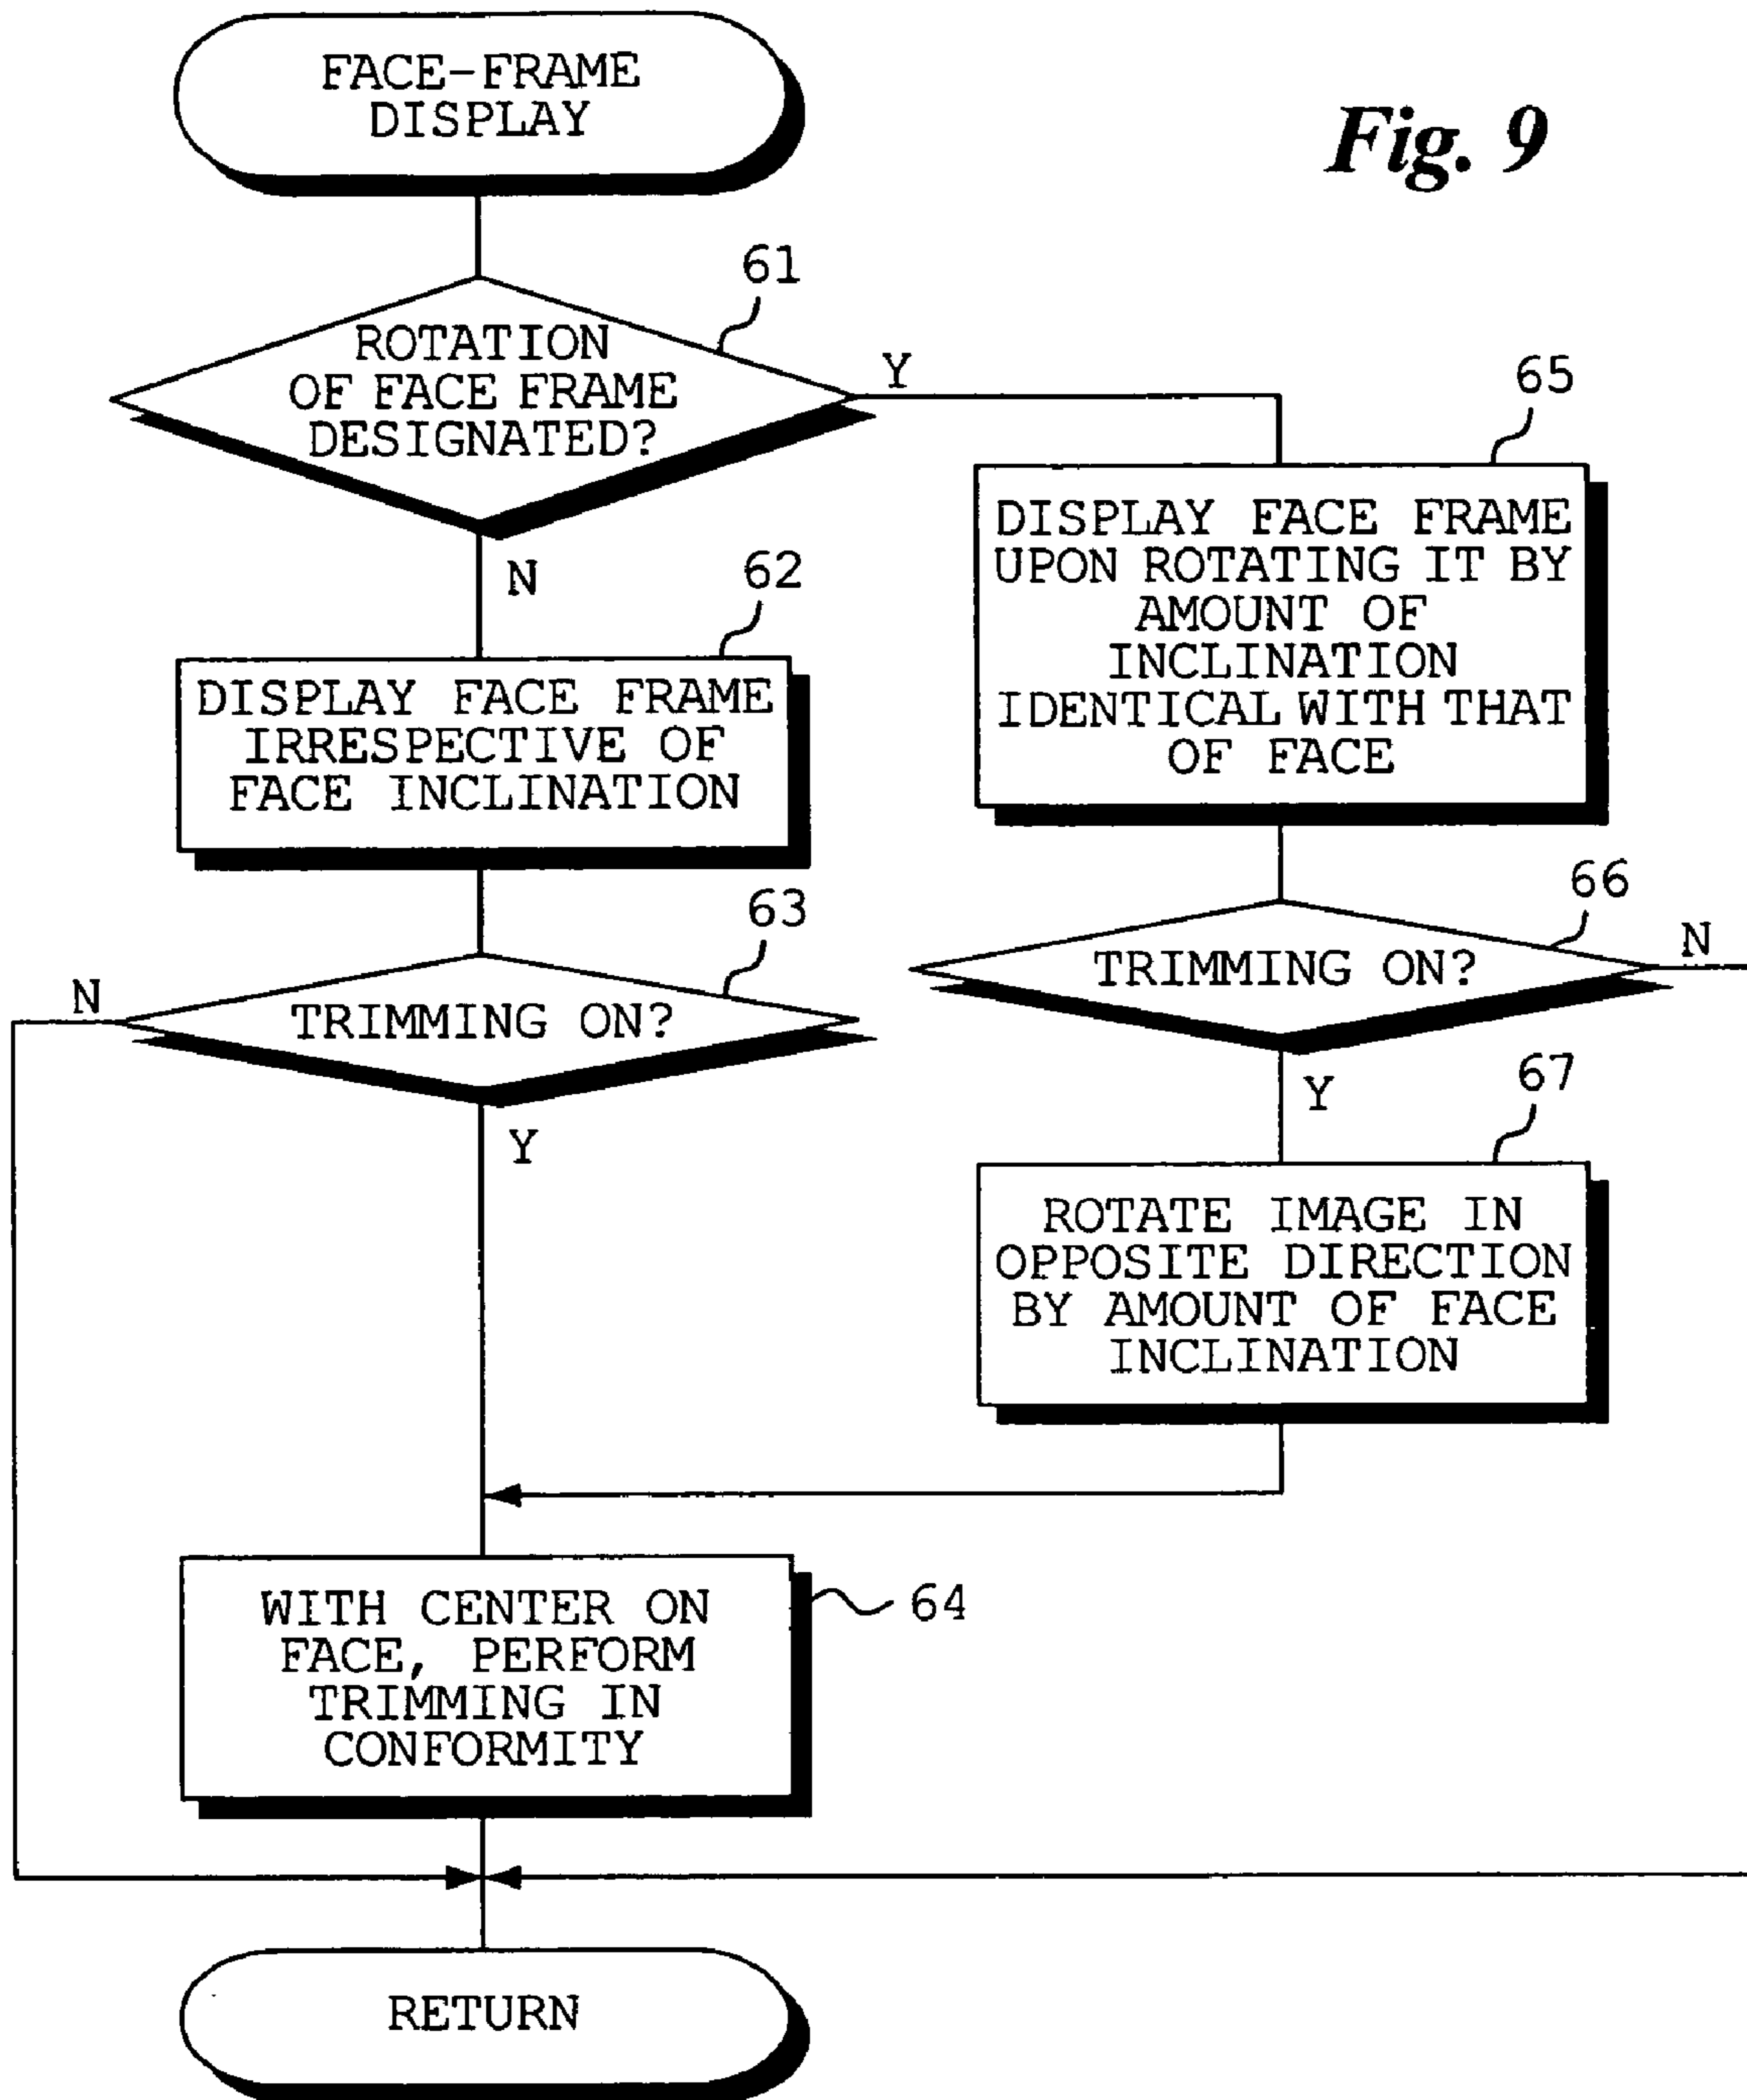 FACE-FRAME
DISPLAY
Fig. 9
61
ROTATION
OF FACE FRAME
DESIGNATED?
Y
N
62
DISPLAY FACE FRAME
IRRESPECTIVE OF
FACE INCLINATION
65
DISPLAY FACE FRAME
UPON ROTATING IT BY
AMOUNT OF
INCLINATION
IDENTICAL WITH THAT
OF FACE
63
N
TRIMMING ON?
Y
66
TRIMMING ON?
N
Y
67
ROTATE IMAGE IN
OPPOSITE DIRECTION
BY AMOUNT OF FACE
INCLINATION
WITH CENTER ON
FACE, PERFORM
TRIMMING IN
CONFORMITY
64
RETURN